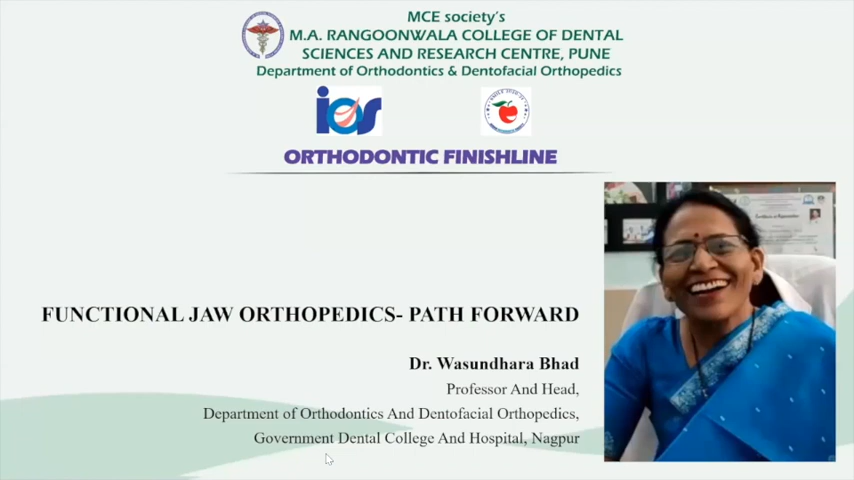 MCE society's
M.A. RANGOONWALA COLLEGE OF DENTAL
SCIENCES AND RESEARCH CENTRE, PUNE
Department of Orthodontics & Dentofacial Orthopedics
ios
ORTHODONTIC FINISHLINE
FUNCTIONAL JAW ORTHOPEDICS- PATH FORWARD
Dr. Wasundhara Bhad
Professor And Head,
Department of Orthodontics And Dentofacial Orthopedics,
Government Dental College And Hospital, Nagpur